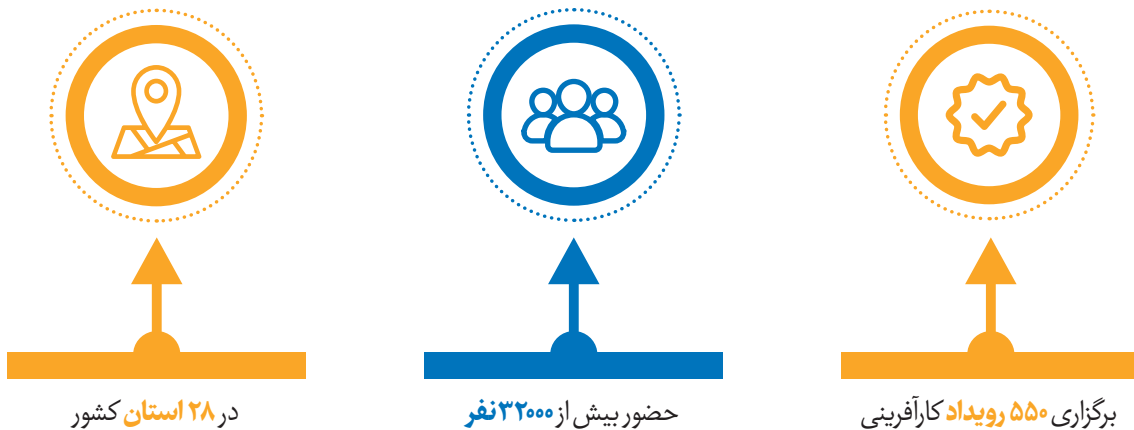 برگزاری ۵۵۰ رویداد کارآفرینی
حضور بیش از ۳۲۰۰۰ نفر
در ۲۸ استان کشور